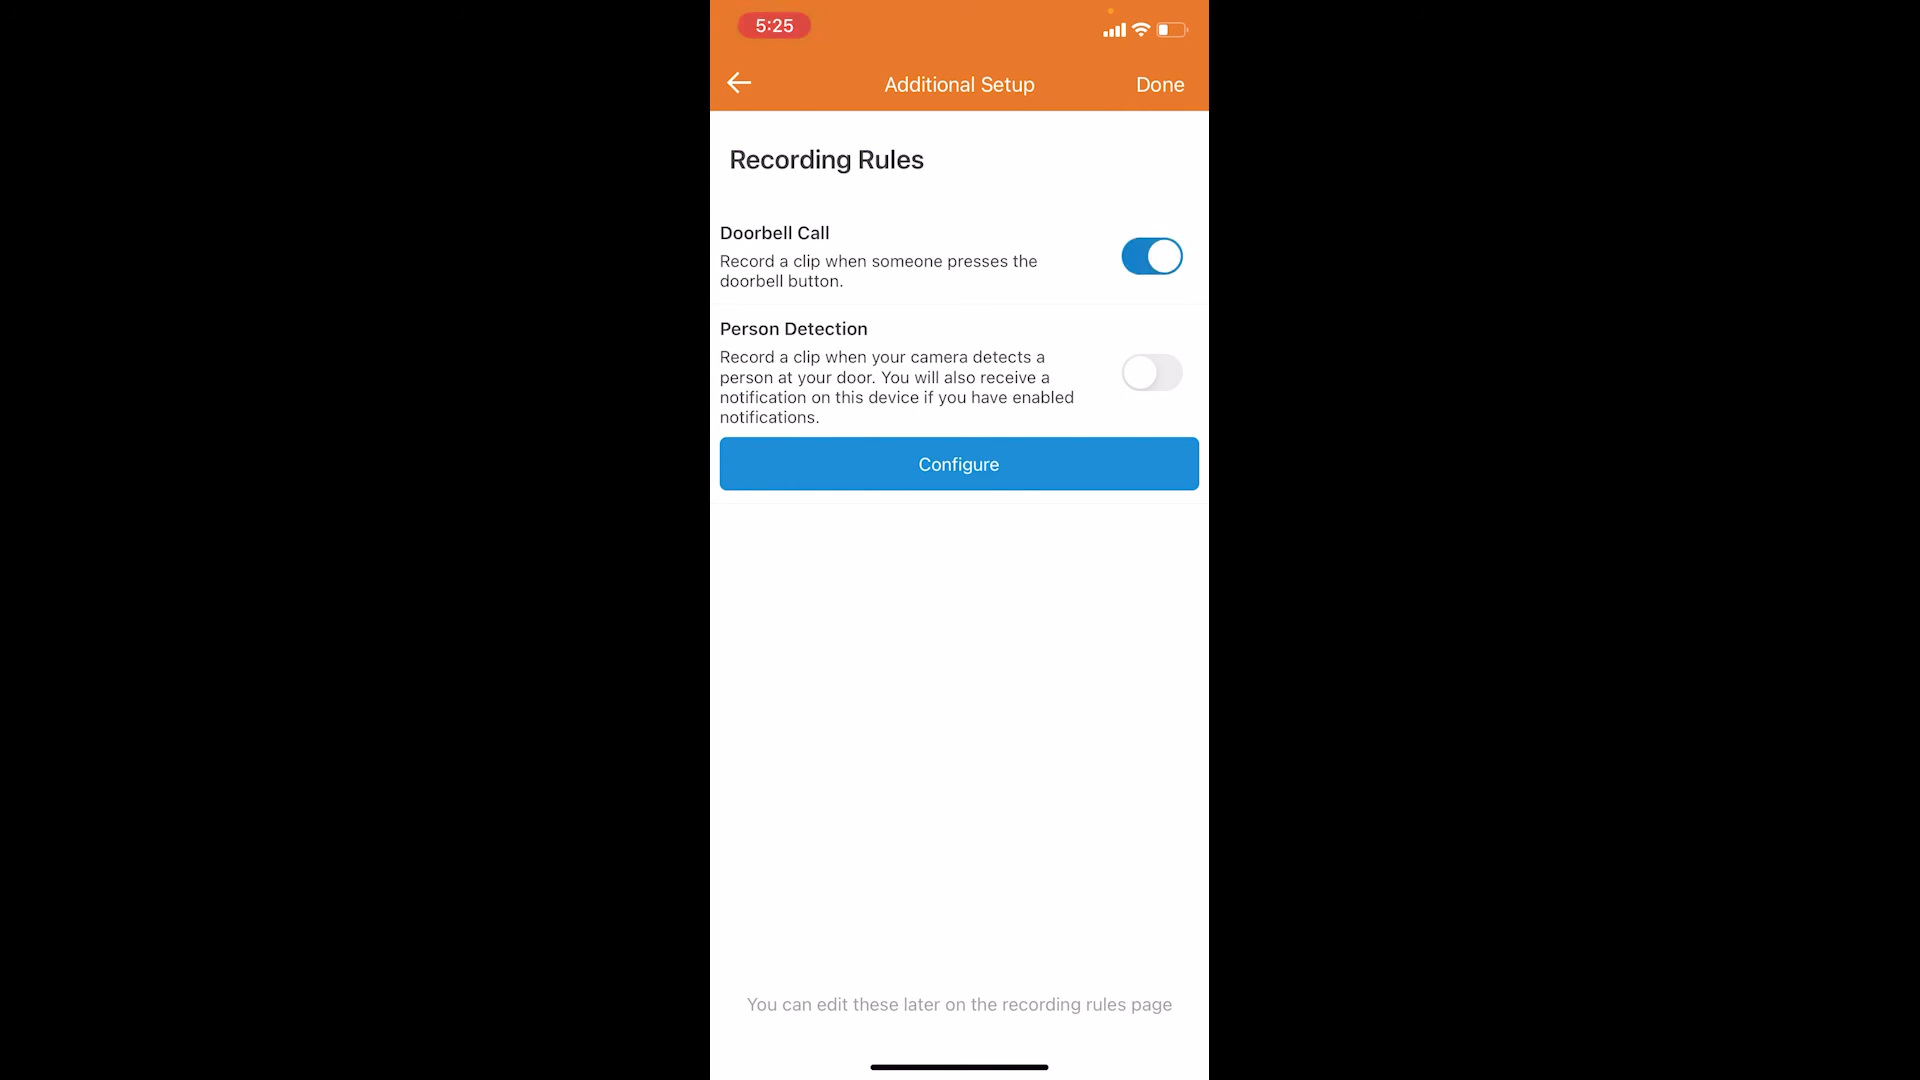 5:25
Additional Setup
Done
Recording Rules
Doorbell Call
Record a clip when someone presses the
doorbell button.
Person Detection
Record a clip when your camera detects a
person at your door. You will also receive a
notification on this device if you have enabled
notifications.
Configure
You can edit these later on the recording rules page